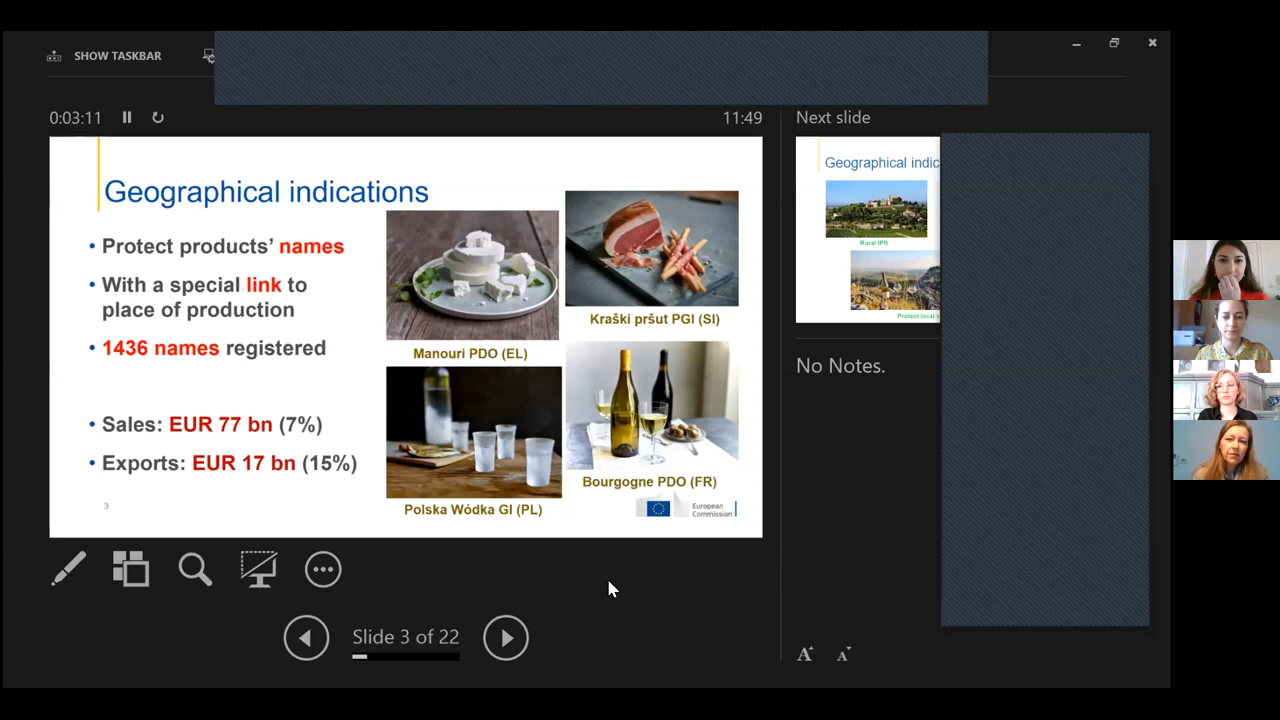 SHOW TASKBAR
0:03:11
11:49
Next slide
Geographical indications
• Protect products’ names
• With a special link to
place of production
• 1436 names registered
• Sales: EUR 77 bn (7%)
• Exports: EUR 17 bn (15%)
Manouri PDO (EL)
Kraški pršut PGI (SI)
Polska Wódka GI (PL)
Bourgogne PDO (FR)
3
European
Commission
Geographical indic
Rural IPR
Protect local
No Notes.
Slide 3 of 22
A
A